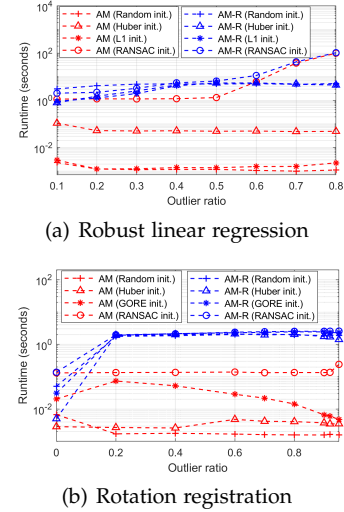 10^4
AM (Random init.) AM-R (Random init.)
AM (Huber init.) AM-R (Huber init.)
AM (L1 init.) AM-R (L1 init.)
AM (RANSAC init.) AM-R (RANSAC init.)
10^2
10^0
10^-2
Runtime (seconds)
0.1 0.2 0.3 0.4 0.5 0.6 0.7 0.8
Outlier ratio
(a) Robust linear regression
10^2
AM (Random init.) AM-R (Random init.)
AM (Huber init.) AM-R (Huber init.)
AM (GORE init.) AM-R (GORE init.)
AM (RANSAC init.) AM-R (RANSAC init.)
10^0
10^-2
Runtime (seconds)
0 0.2 0.4 0.6 0.8 0.9
Outlier ratio
(b) Rotation registration